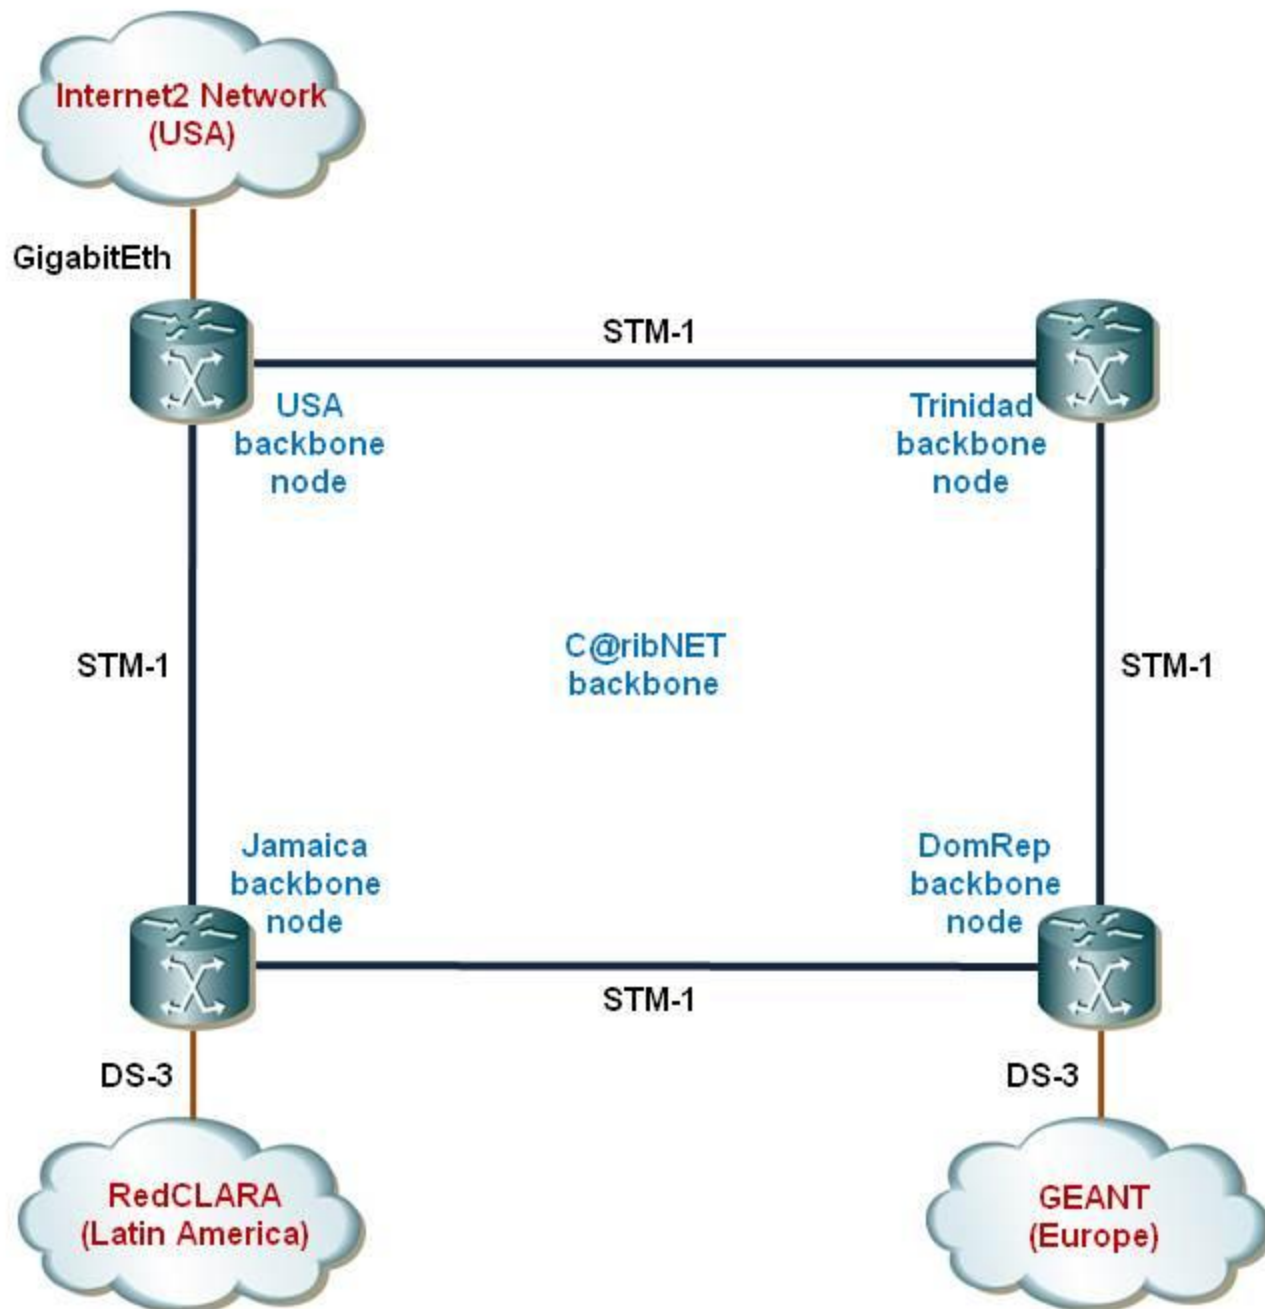 Internet2 Network
(USA)
GigabitEth
STM-1
USA
backbone
node
Trinidad
backbone
node
STM-1
C@ribNET
backbone
STM-1
Jamaica
backbone
node
DomRep
backbone
node
STM-1
DS-3
DS-3
RedCLARA
(Latin America)
GEANT
(Europe)